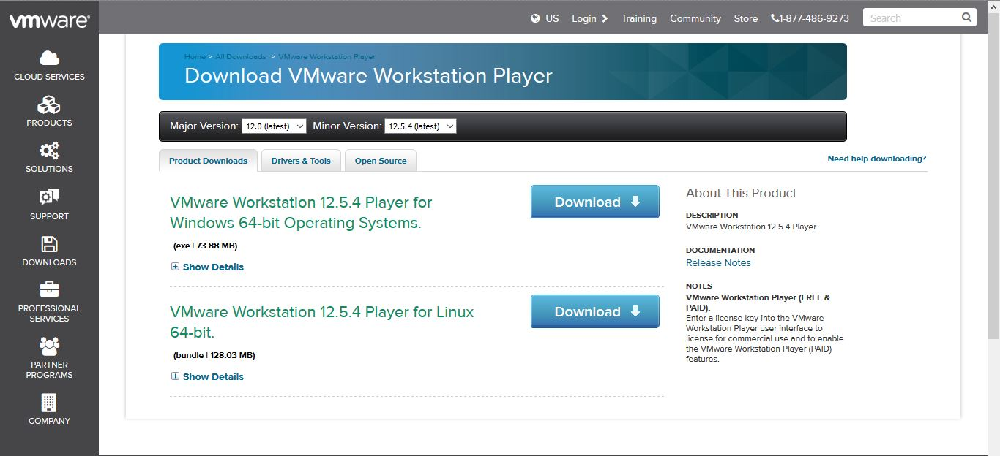 vmware®
US Login Training Community Store 1-877-486-9273 Search
CLOUD SERVICES
PRODUCTS
SOLUTIONS
SUPPORT
DOWNLOADS
PROFESSIONAL
SERVICES
PARTNER
PROGRAMS
COMPANY
Home > All Downloads > VMware Workstation Player
Download VMware Workstation Player
Major Version: 12.0 (latest) Minor Version: 12.5.4 (latest)
Product Downloads Drivers & Tools Open Source Need help downloading?
VMware Workstation 12.5.4 Player for
Windows 64-bit Operating Systems.
(exe | 73.88 MB)
Show Details
Download
VMware Workstation 12.5.4 Player for Linux
64-bit.
(bundle | 128.03 MB)
Show Details
Download
About This Product
DESCRIPTION
VMware Workstation 12.5.4 Player
DOCUMENTATION
Release Notes
NOTES
VMware Workstation Player (FREE &
PAID).
Enter a license key into the VMware
Workstation Player user interface to
license for commercial use and to enable
the VMware Workstation Player (PAID)
features.